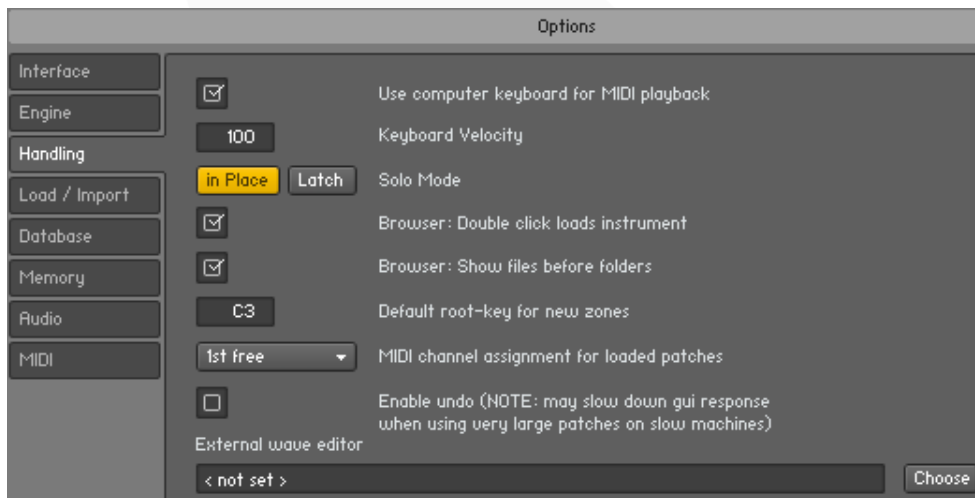 Options
Interface
Engine
Handling
Load / Import
Database
Memory
Audio
MIDI
Use computer keyboard for MIDI playback
100 Keyboard Velocity
in Place Latch Solo Mode
Browser: Double click loads instrument
Browser: Show files before folders
C3 Default root-key for new zones
1st free MIDI channel assignment for loaded patches
Enable undo (NOTE: may slow down gui response
when using very large patches on slow machines)
External wave editor
< not set > Choose